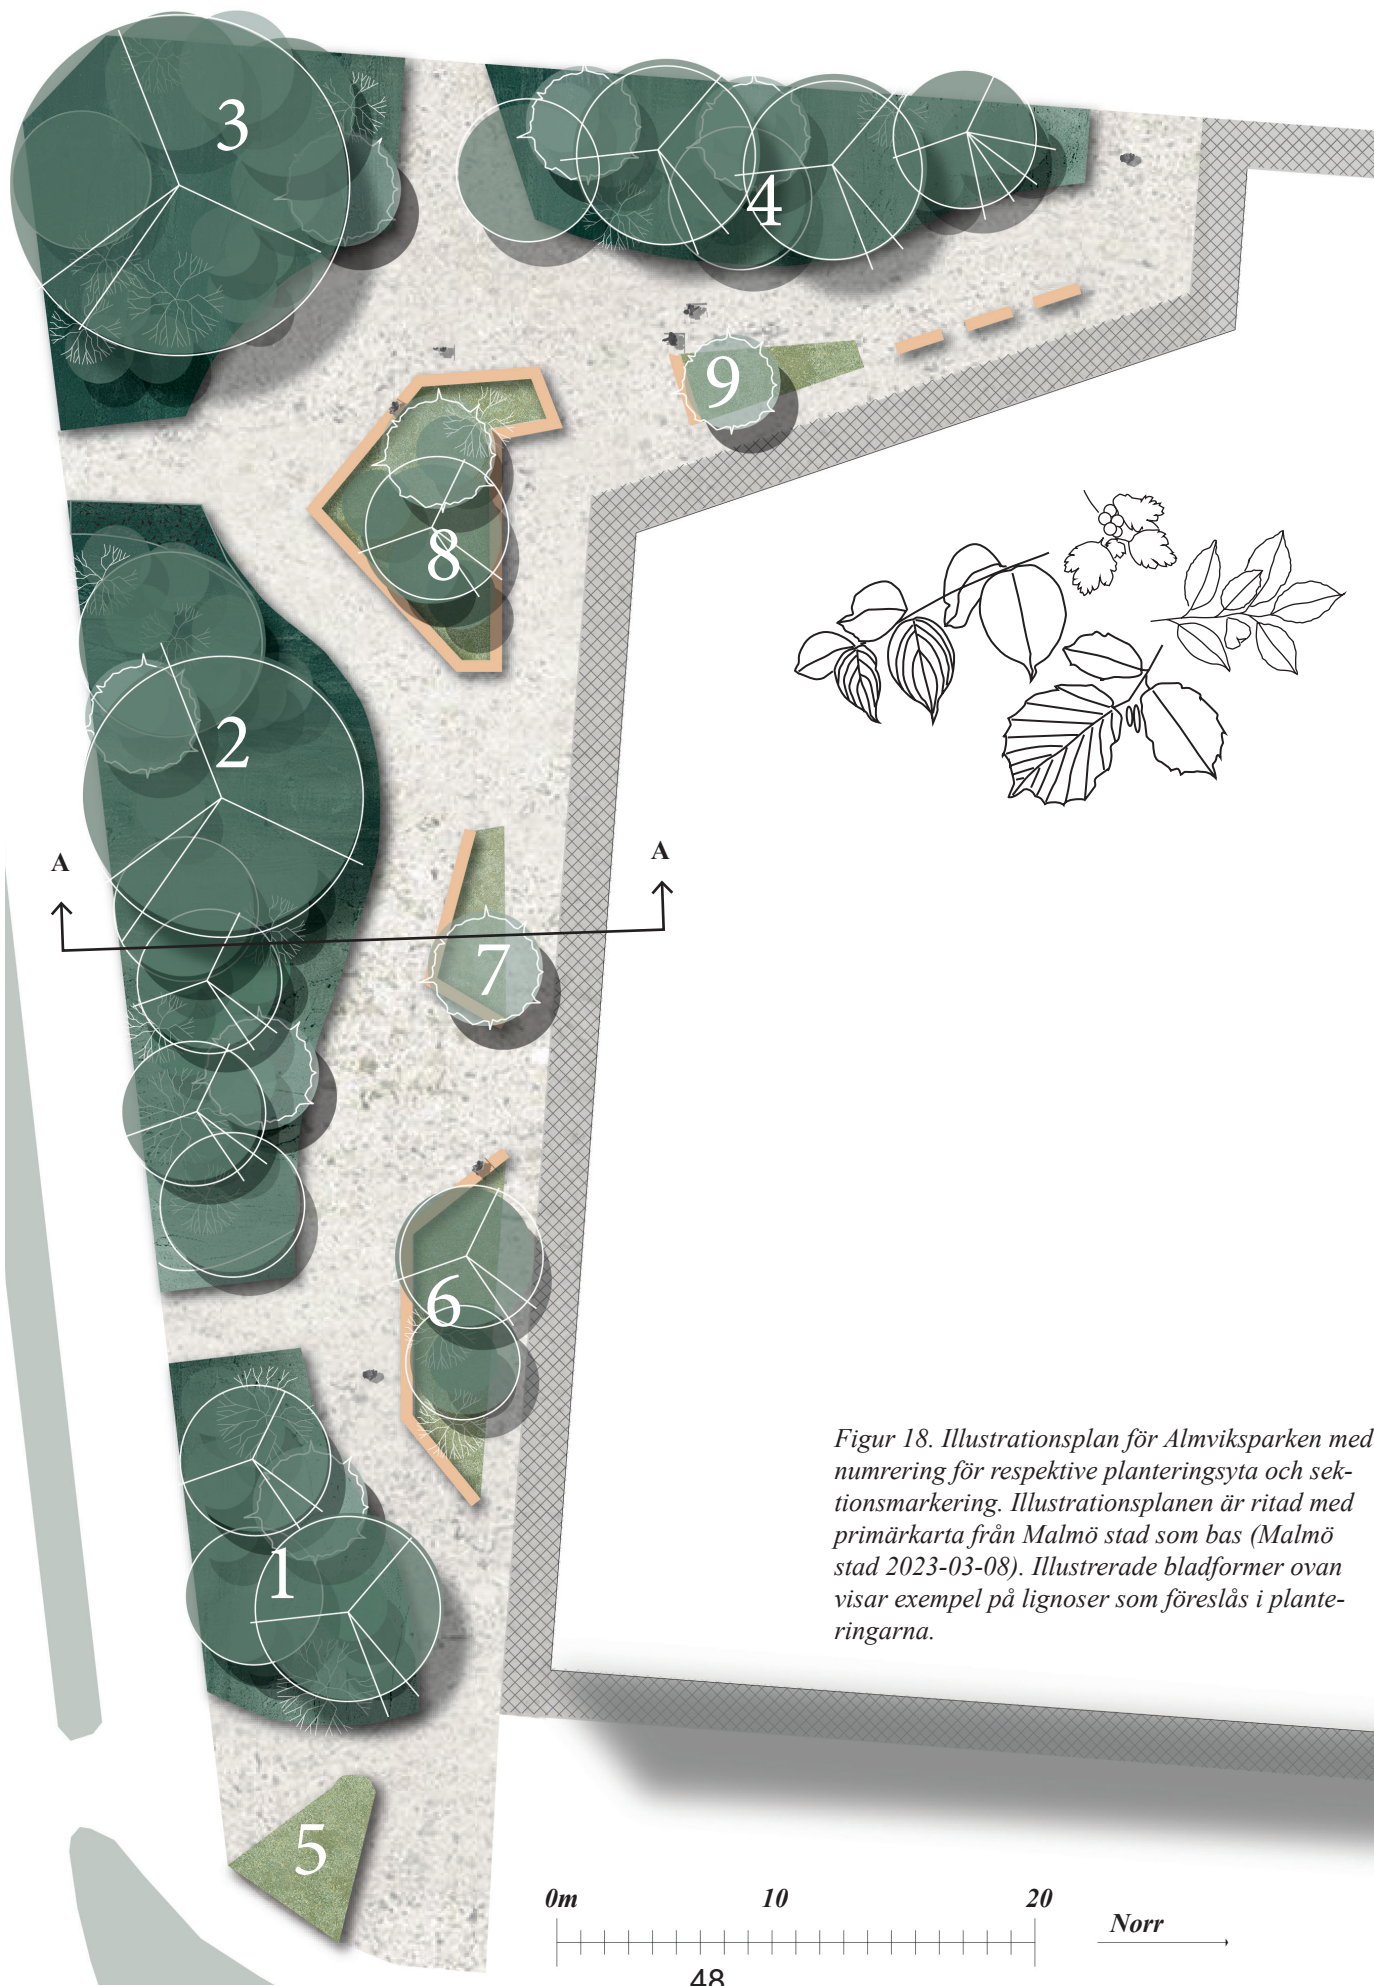 3
4
9
8
2
A
A
7
6
1
5
Figur 18. Illustrationsplan för Almviksparken med
numrering för respektive planteringsyta och sek-
tionsmarkering. Illustrationsplanen är ritad med
primärkarta från Malmö stad som bas (Malmö
stad 2023-03-08). Illustrerade bladformer ovan
visar exempel på lignoser som föreslås i plante-
ringarna.
0m 10 20
Norr
48